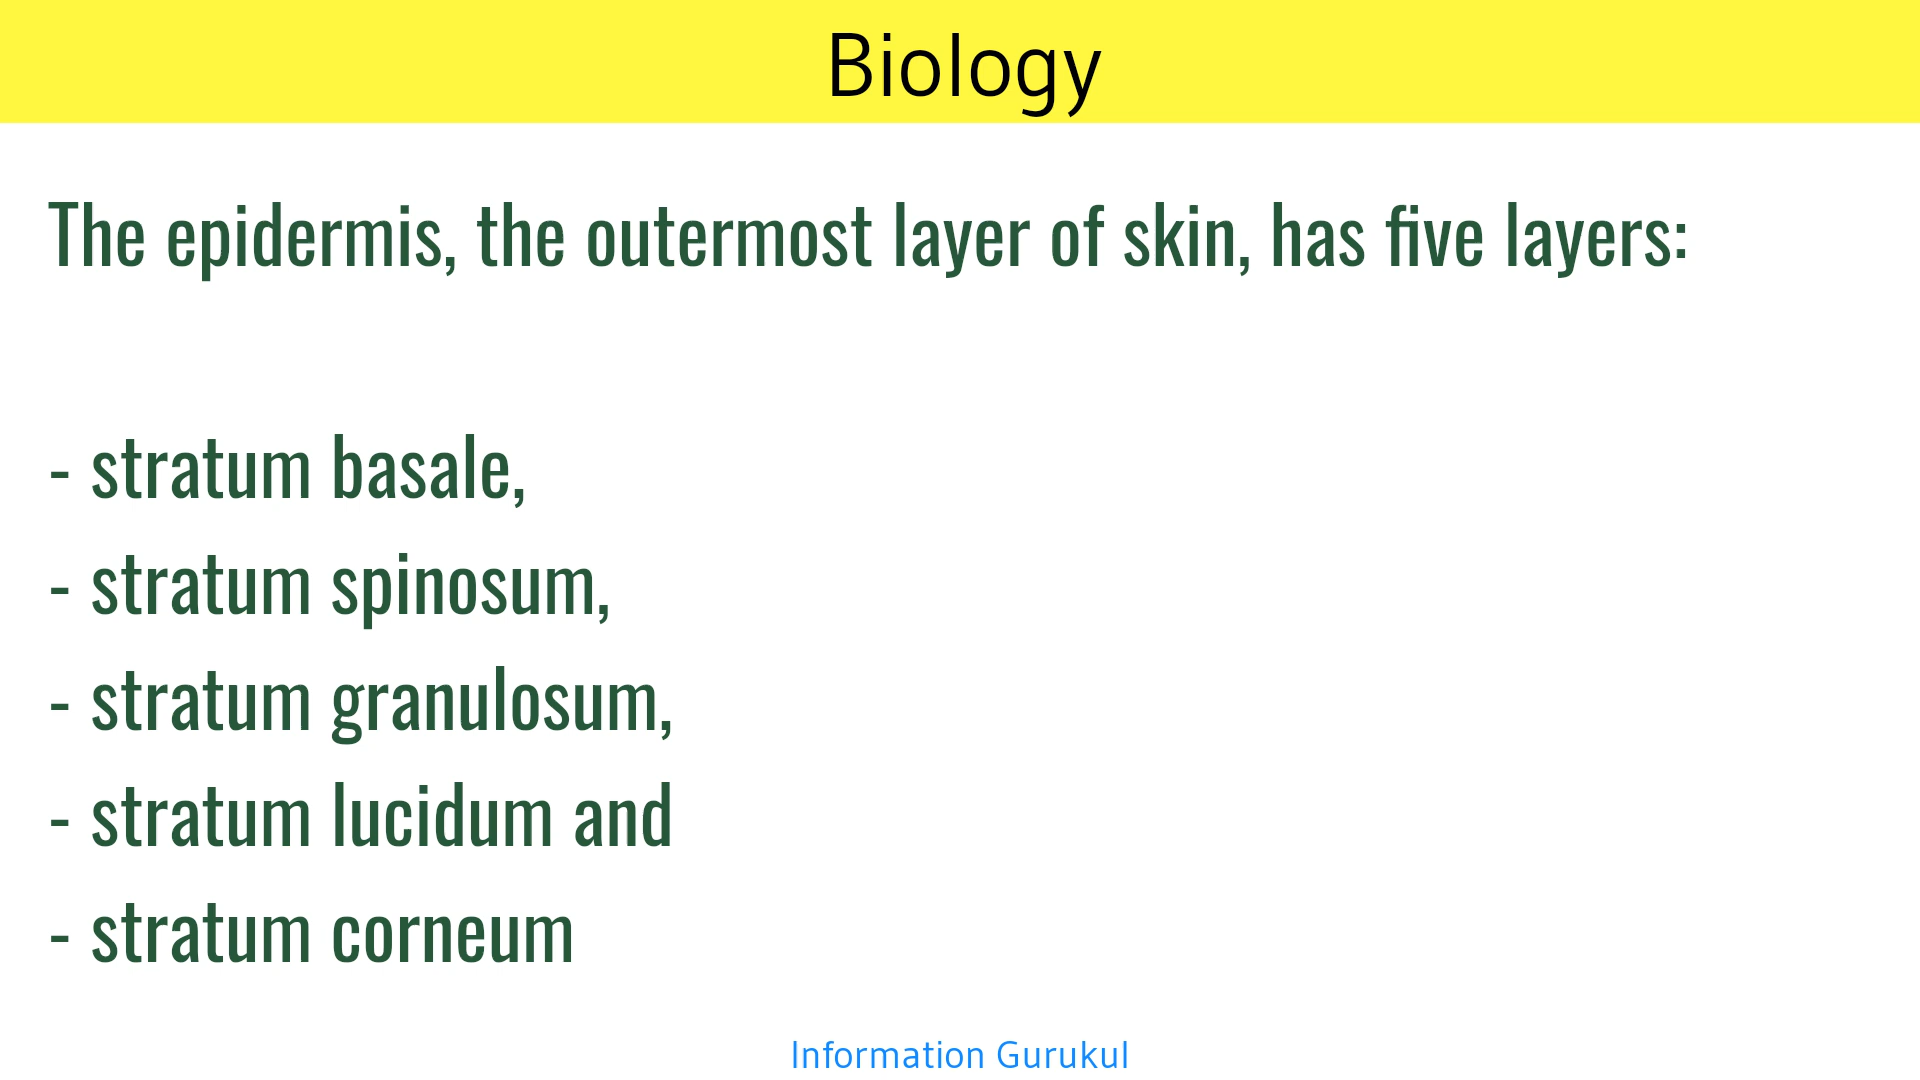 Biology
The epidermis, the outermost layer of skin, has five layers:
- stratum basale,
- stratum spinosum,
- stratum granulosum,
- stratum lucidum and
- stratum corneum
Information Gurukul